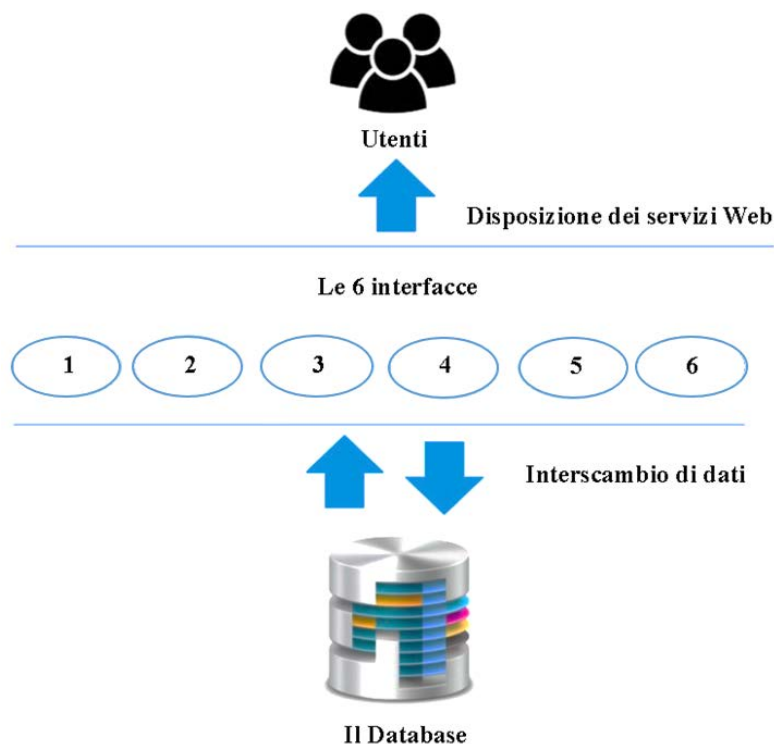 Utenti
Disposizione dei servizi Web
Le 6 interfacce
1 2 3 4 5 6
Interscambio di dati
Il Database